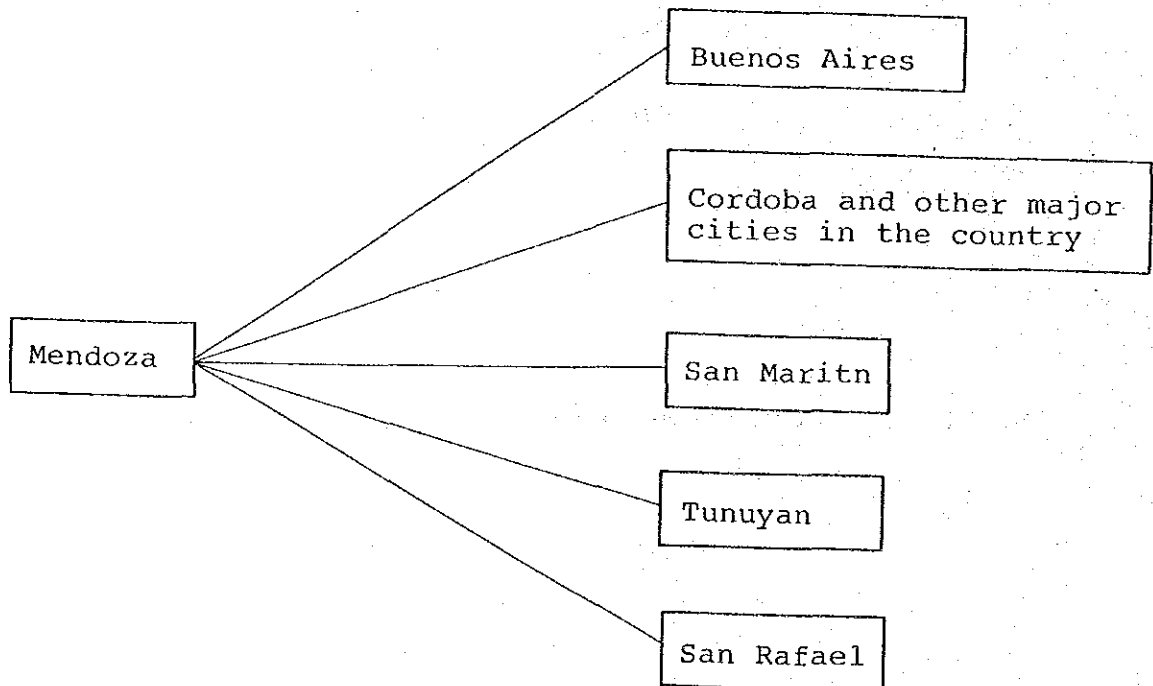 Buenos Aires
Cordoba and other major
cities in the country
Mendoza
San Maritn
Tunuyan
San Rafael